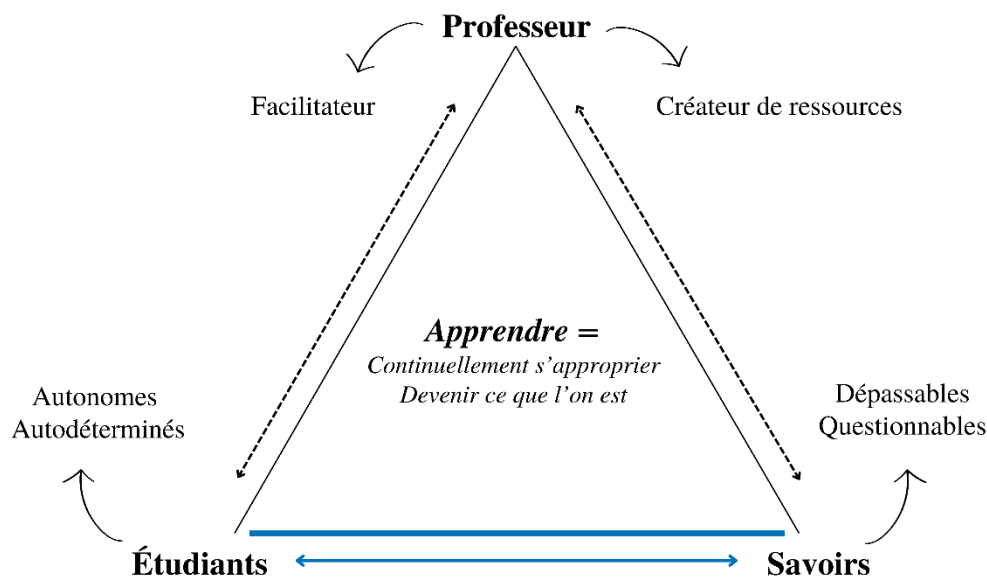 Professeur
Facilitateur
Créateur de ressources
Apprendre =
Continuellement s’approprier
Devenir ce que l’on est
Autonomes
Autodéterminés
Dépassables
Questionnables
Étudiants
Savoirs